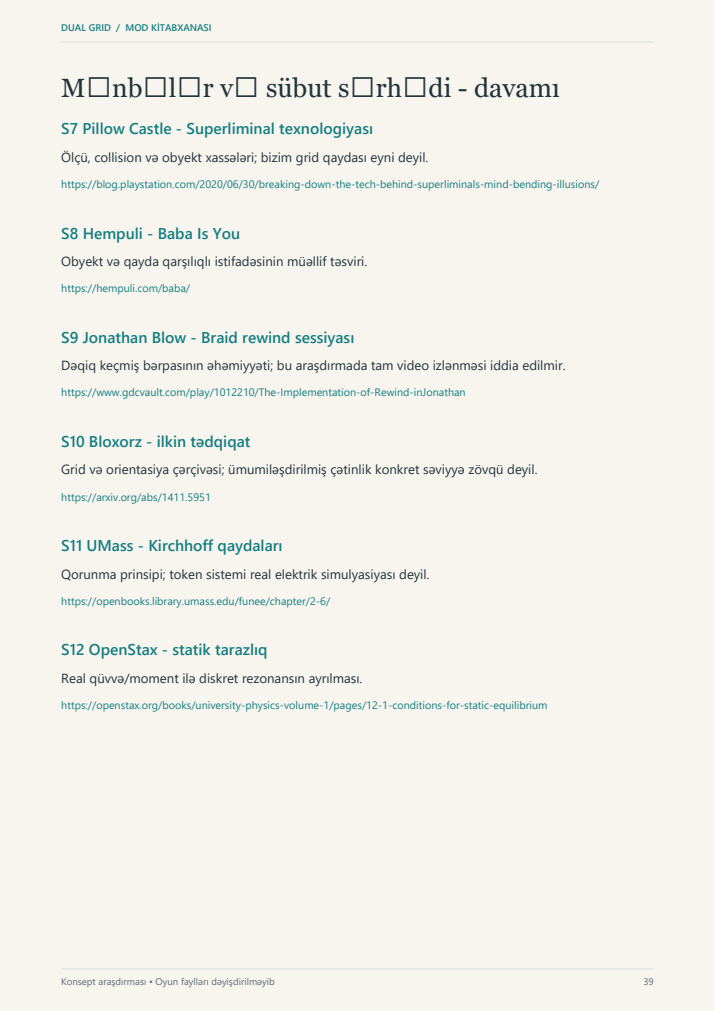 DUAL GRID / MOD KİTABXANASI
M□nb□l□r v□ sübut s□rh□di - davamı
S7 Pillow Castle - Superliminal texnologiyası
Ölçü, collision və obyekt xassələri; bizim grid qaydası eyni deyil.
https://blog.playstation.com/2020/06/30/breaking-down-the-tech-behind-superliminals-mind-bending-illusions/
S8 Hempuli - Baba Is You
Obyekt və qayda qarşılıqlı istifadəsinin müəllif təsviri.
https://hempuli.com/baba/
S9 Jonathan Blow - Braid rewind sessiyası
Dəqiq keçmiş bərpasının əhəmiyyəti; bu araşdırmada tam video izlənməsi iddia edilmir.
https://www.gdcvault.com/play/1012210/The-Implementation-of-Rewind-inJonathan
S10 Bloxorz - ilkin tədqiqat
Grid və orientasiya çərçivəsi; ümumiləşdirilmiş çətinlik konkret səviyyə zövqü deyil.
https://arxiv.org/abs/1411.5951
S11 UMass - Kirchhoff qaydaları
Qorunma prinsipi; token sistemi real elektrik simulyasiyası deyil.
https://openbooks.library.umass.edu/funee/chapter/2-6/
S12 OpenStax - statik tarazlıq
Real qüvvə/moment ilə diskret rezonansın ayrılması.
https://openstax.org/books/university-physics-volume-1/pages/12-1-conditions-for-static-equilibrium
Konsept araşdırması • Oyun faylları dəyişdirilməyib
39